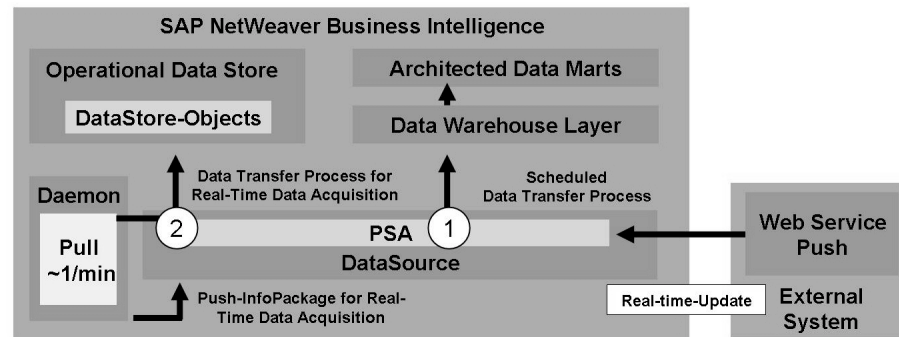 SAP NetWeaver Business Intelligence
Operational Data Store
DataStore-Objects
Architected Data Marts
Data Warehouse Layer
Data Transfer Process for
Real-Time Data Acquisition
Scheduled
Data Transfer Process
Daemon
Pull
~1/min
2
1
PSA
DataSource
Push-InfoPackage for Real-
Time Data Acquisition
Web Service
Push
Real-time-Update
External
System